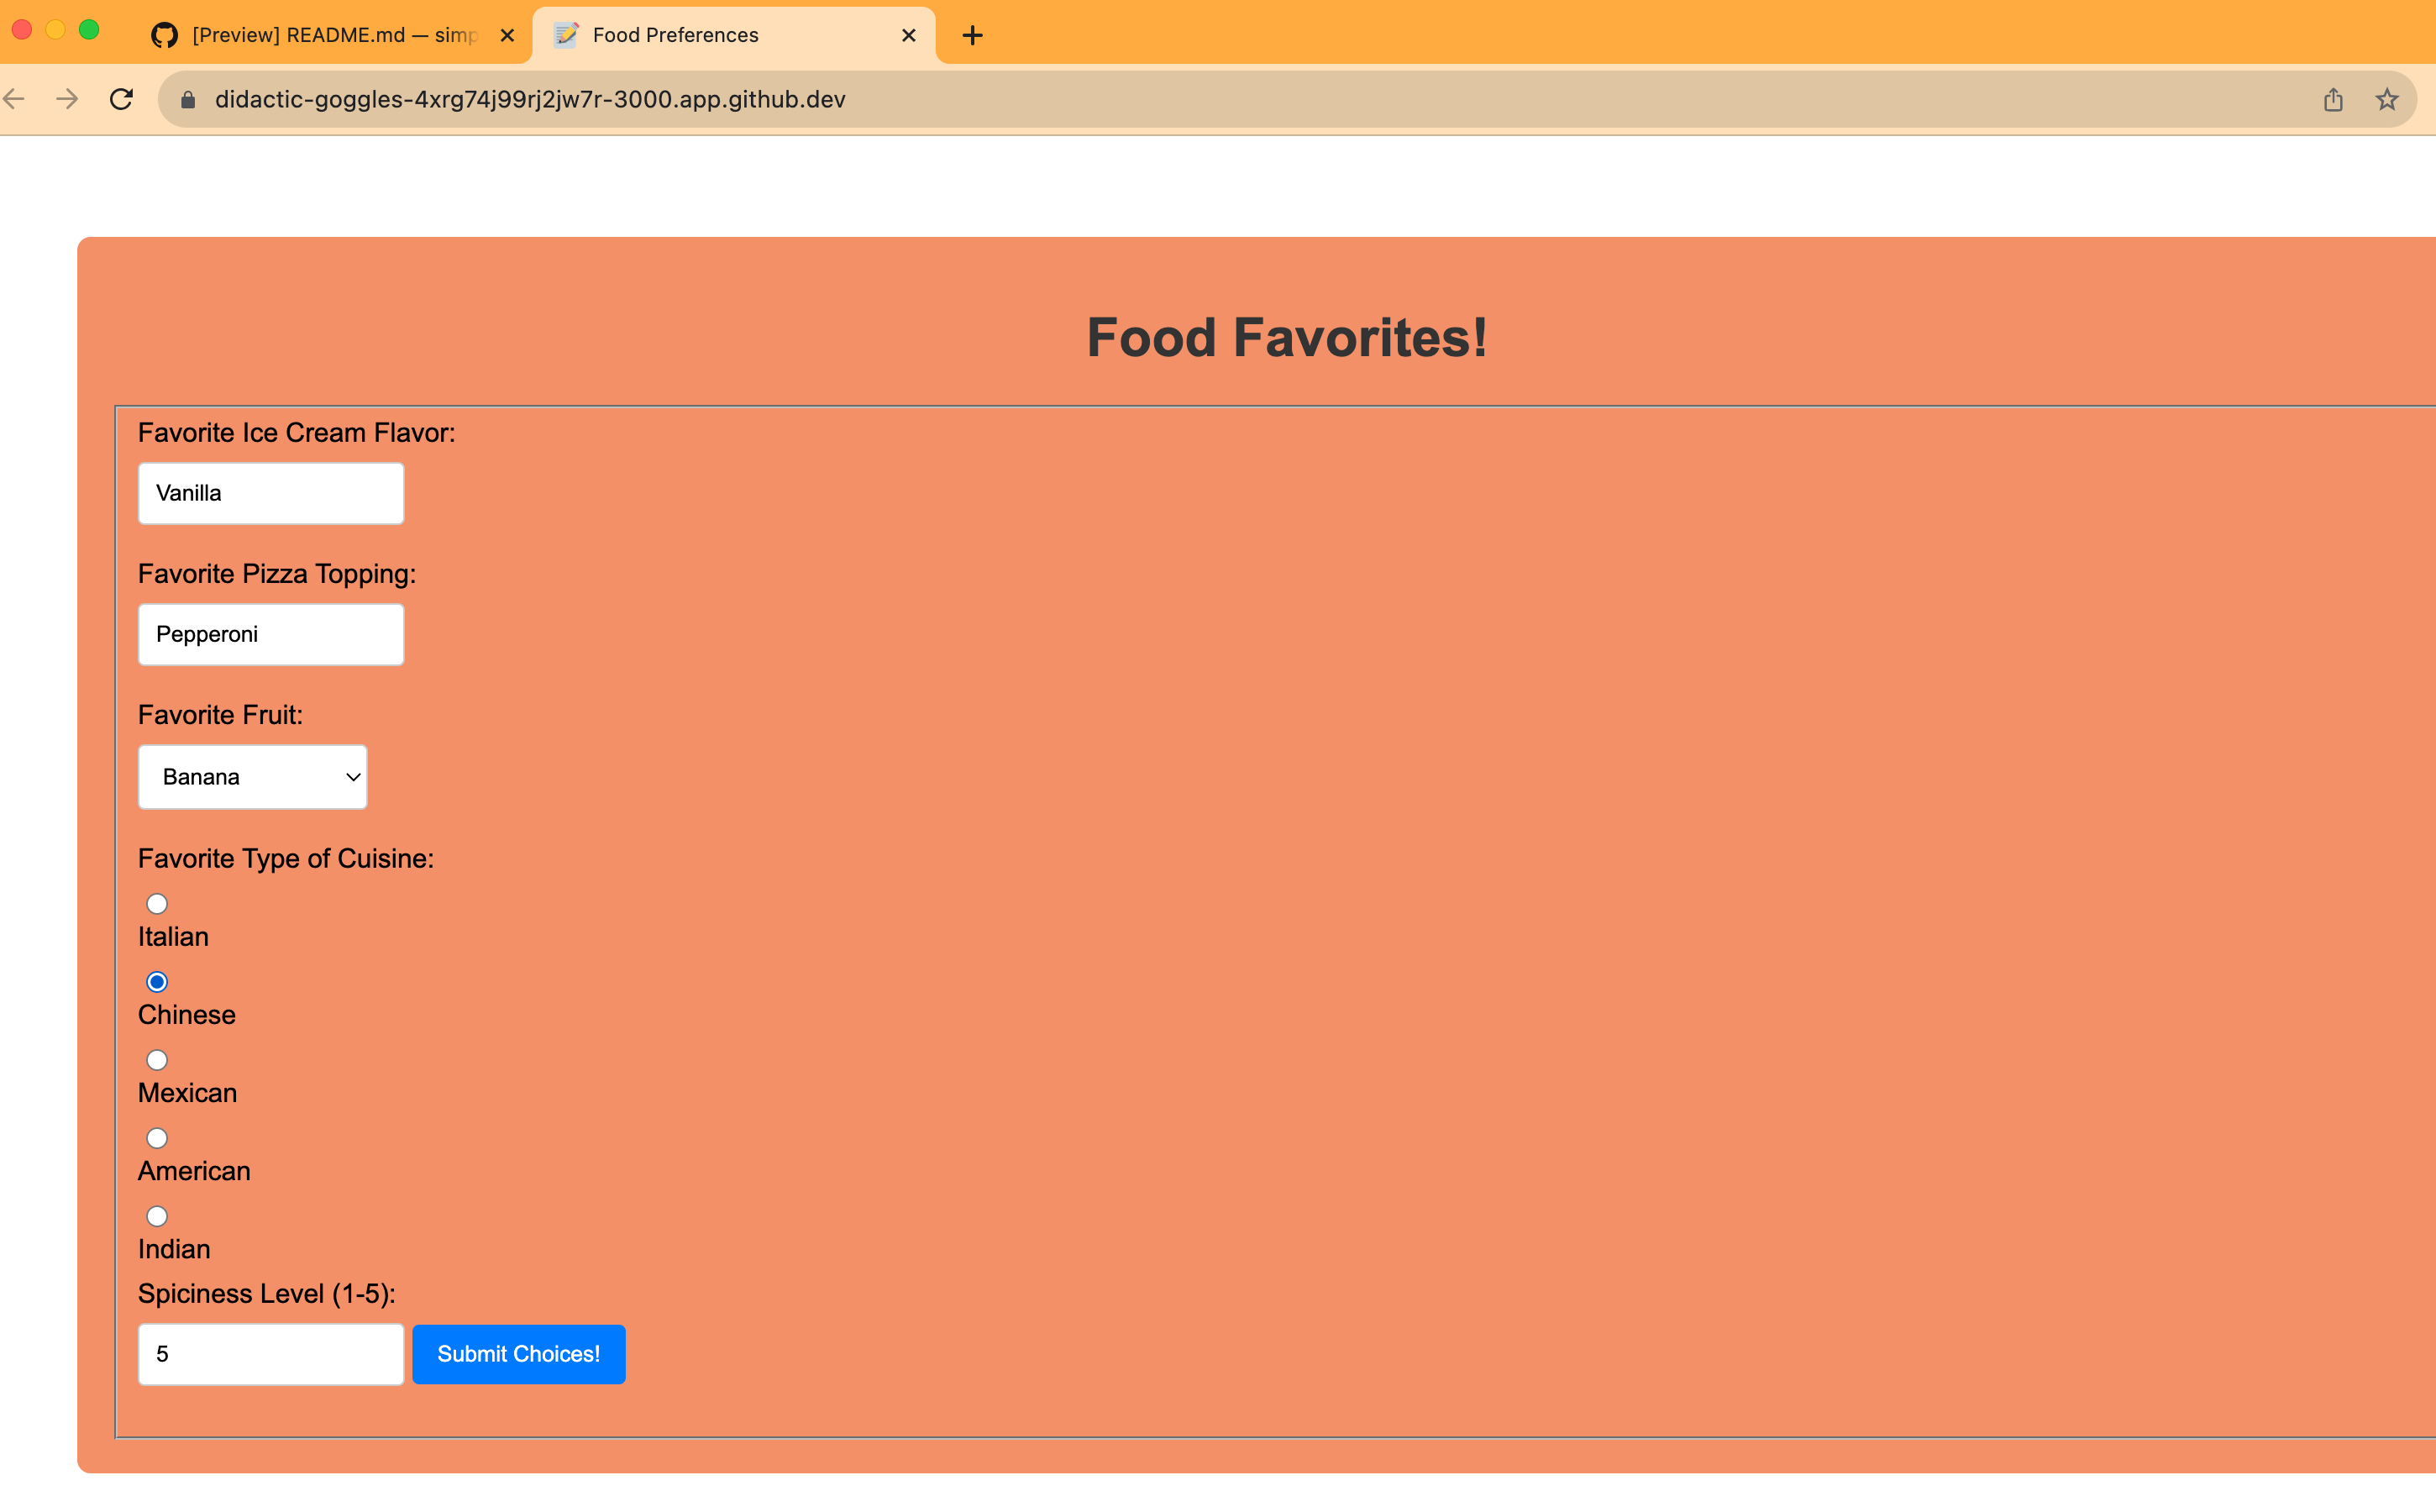 [Preview] README.md — simp
Food Preferences
didactic-goggles-4xrg74j99rj2jw7r-3000.app.github.dev
Food Favorites!
Favorite Ice Cream Flavor:
Vanilla
Favorite Pizza Topping:
Pepperoni
Favorite Fruit:
Banana
Favorite Type of Cuisine:
Italian
Chinese
Mexican
American
Indian
Spiciness Level (1-5):
5
Submit Choices!